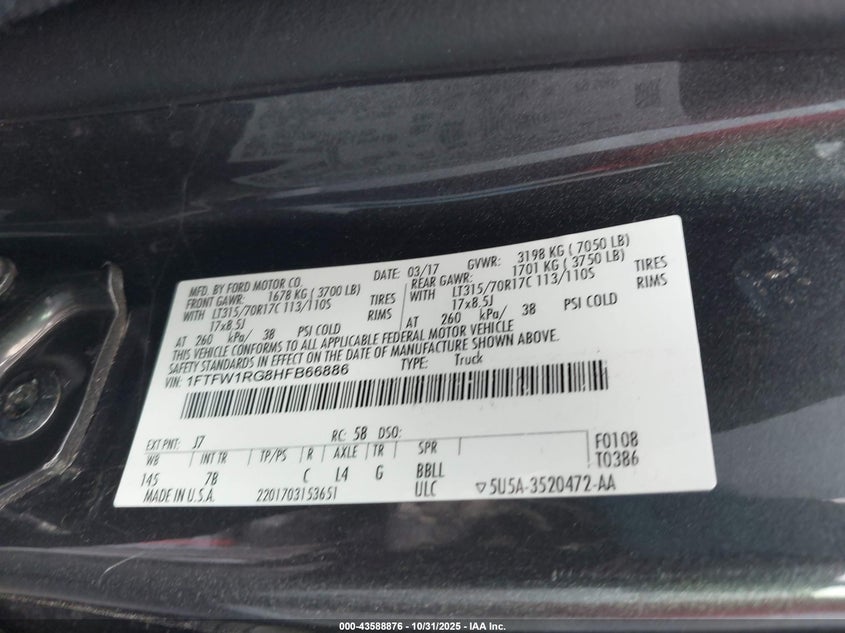 MFD. BY FORD MOTOR CO. DATE: 03/17 GVWR: 3198 KG ( 7050 LB)
FRONT GAWR: 1678 KG ( 3700 LB) REAR GAWR: 1701 KG ( 3750 LB)
WITH LT315/70R17C 113/110S TIRES WITH LT315/70R17C 113/110S TIRES
17x8.5J RIMS 17x8.5J RIMS
AT 260 kPa/ 38 PSI COLD AT 260 kPa/ 38 PSI COLD
THIS VEHICLE CONFORMS TO ALL APPLICABLE FEDERAL MOTOR VEHICLE
SAFETY STANDARDS IN EFFECT ON THE DATE OF MANUFACTURE SHOWN ABOVE.
VIN: 1FTFW1RG8HFB66886 TYPE: Truck
EXT PNT: J7 RC: 5B DSO: F0108
WB INT TR TP/PS R AXLE TR SPR T0386
145 7B C L4 G BBLL
MADE IN U.S.A. 2201703153651 ULC ▽5U5A-3520472-AA
000-43588876 • 10/31/2025 • IAA Inc.